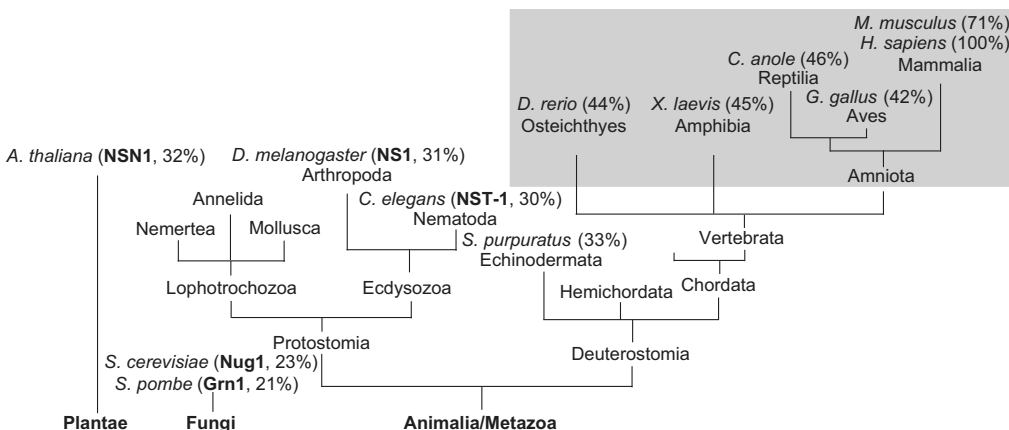 M. musculus (71%)
H. sapiens (100%)
Mammalia
C. anole (46%)
Reptilia
G. gallus (42%)
Aves
D. rerio (44%)
Osteichthyes
X. laevis (45%)
Amphibia
Amniota
A. thaliana (NSN1, 32%)
D. melanogaster (NS1, 31%)
Arthropoda
C. elegans (NST-1, 30%)
Nematoda
Annelida
Nemertea
Mollusca
S. purpuratus (33%)
Echinodermata
Vertebrata
Lophotrochozoa
Ecdysozoa
Hemichordata
Chordata
Protostomia
Deuterostomia
S. cerevisiae (Nug1, 23%)
S. pombe (Grn1, 21%)
Plantae
Fungi
Animalia/Metazoa